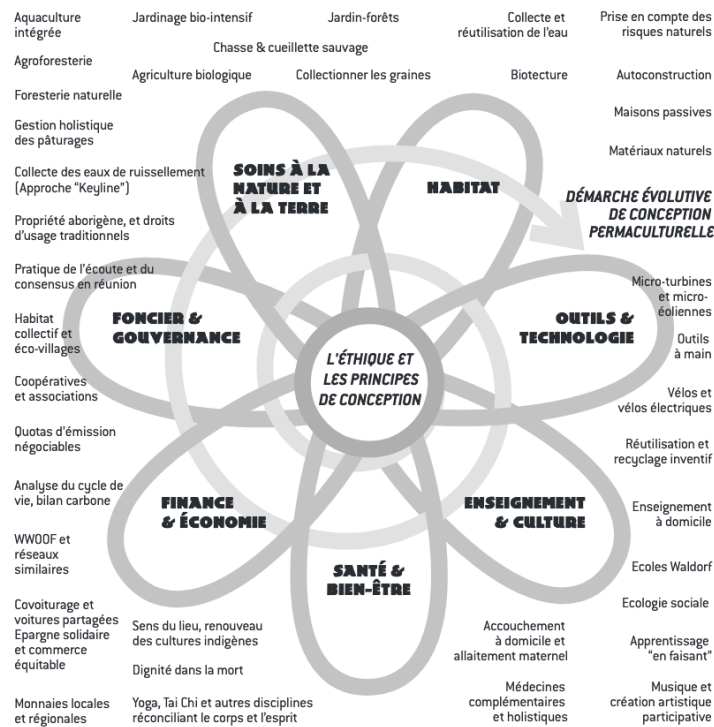 Aquaculture
intégrée
Jardinage bio-intensif
Jardin-forêts
Collecte et
réutilisation de l'eau
Prise en compte des
risques naturels
Chasse & cueillette sauvage
Agroforesterie
Agriculture biologique
Collectionner les graines
Biotecture
Autoconstruction
Foresterie naturelle
Maisons passives
Gestion holistique
des pâturages
Matériaux naturels
Collecte des eaux de ruissellement
(Approche "Keyline")
SOINS À LA
NATURE ET
À LA TERRE
HABITAT
DÉMARCHE ÉVOLUTIVE
DE CONCEPTION
PERMACULTURELLE
Propriété aborigène, et droits
d'usage traditionnels
Pratique de l'écoute et du
consensus en réunion
Micro-turbines
et micro-
éoliennes
Habitat
collectif et
éco-villages
FONCIER &
GOUVERNANCE
OUTILS &
TECHNOLOGIE
Outils
à main
L'ÉTHIQUE ET
LES PRINCIPES
DE CONCEPTION
Coopératives
et associations
Vélos et
vélos électriques
Quotas d'émission
négociables
Réutilisation et
recyclage inventif
Analyse du cycle de
vie, bilan carbone
FINANCE
& ÉCONOMIE
ENSEIGNEMENT
& CULTURE
Enseignement
à domicile
WWOOF et
réseaux
similaires
SANTÉ &
BIEN-ÊTRE
Ecoles Waldorf
Ecologie sociale
Covoiturage et
voitures partagées
Epargne solidaire
et commerce
équitable
Sens du lieu, renouveau
des cultures indigènes
Accouchement
à domicile et
allaitement maternel
Apprentissage
"en faisant"
Dignité dans la mort
Monnaies locales
et régionales
Yoga, Tai Chi et autres disciplines
réconciliant le corps et l'esprit
Médecines
complémentaires
et holistiques
Musique et
création artistique
participative